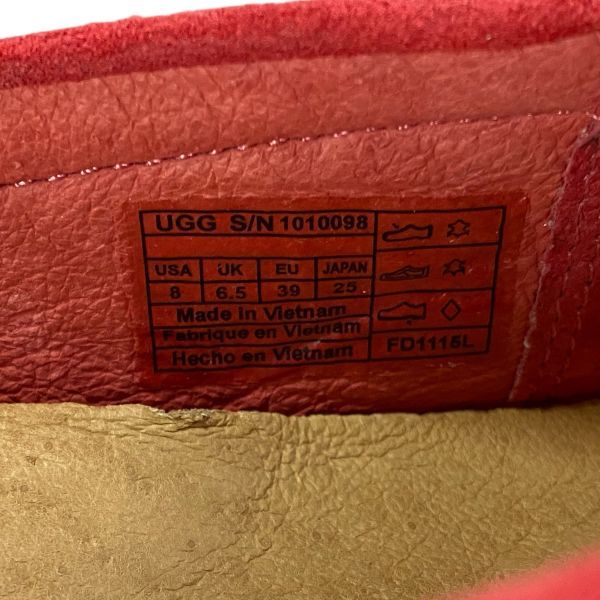 UGG S/N 1010098
USA UK EU JAPAN
8 6.5 39 25
Made in Vietnam
Fabrique en Vietnam
Hecho en Vietnam
FD1115L